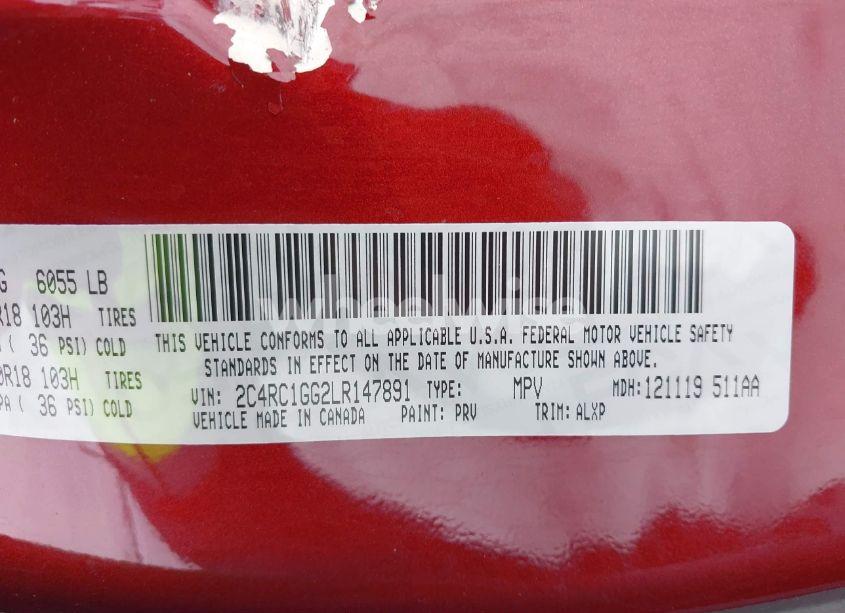 G 6055 LB
R18 103H TIRES
( 36 PSI) COLD
0R18 103H TIRES
PA ( 36 PSI) COLD
wheelwise
THIS VEHICLE CONFORMS TO ALL APPLICABLE U.S.A. FEDERAL MOTOR VEHICLE SAFETY
STANDARDS IN EFFECT ON THE DATE OF MANUFACTURE SHOWN ABOVE.
VIN: 2C4RC1GG2LR147891 TYPE: MPV MDH: 121119 511AA
VEHICLE MADE IN CANADA PAINT: PRV TRIM: ALXP